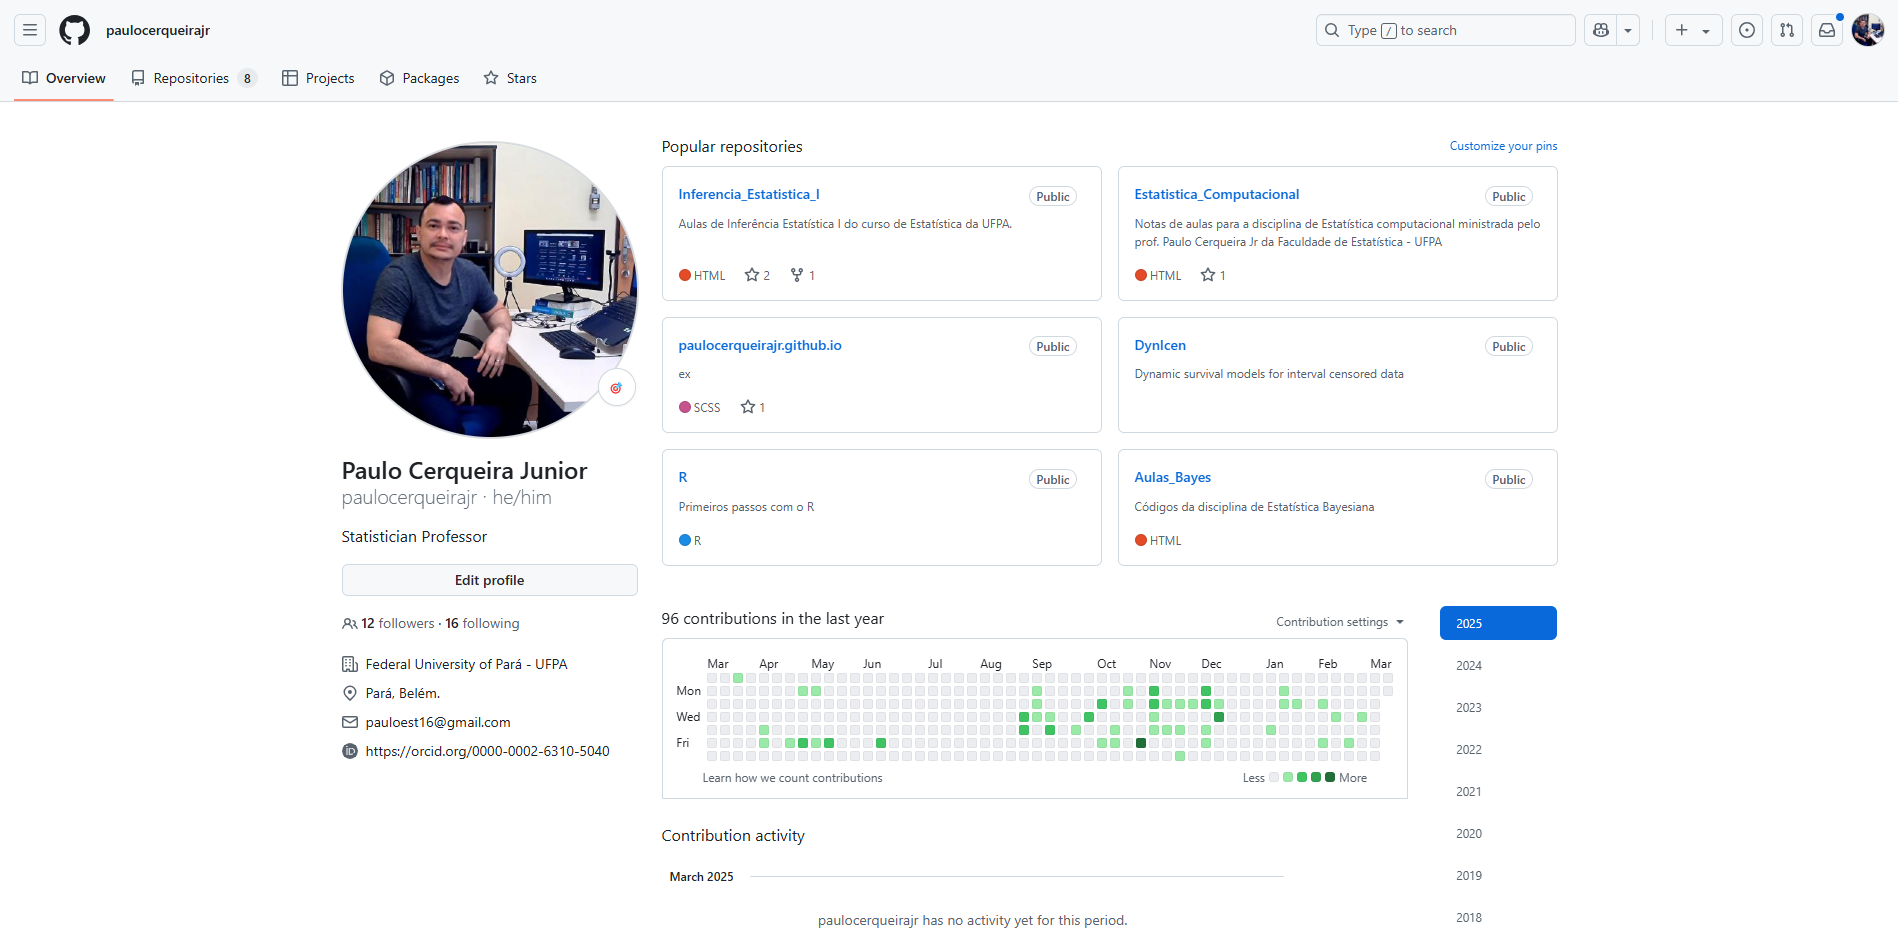 paulocerqueirajr
Type / to search
Overview
Repositories 8
Projects
Packages
Stars
Paulo Cerqueira Junior
paulocerqueirajr · he/him
Statistician Professor
Edit profile
12 followers · 16 following
Federal University of Pará - UFPA
Pará, Belém.
pauloest16@gmail.com
https://orcid.org/0000-0002-6310-5040
Popular repositories
Customize your pins
Inferencia_Estatistica_I
Public
Aulas de Inferência Estatística I do curso de Estatística da UFPA.
HTML 2 1
Estatistica_Computacional
Public
Notas de aulas para a disciplina de Estatística computacional ministrada pelo
prof. Paulo Cerqueira Jr da Faculdade de Estatística - UFPA
HTML 1
paulocerqueirajr.github.io
Public
ex
SCSS 1
DynIcen
Public
Dynamic survival models for interval censored data
R
Public
Primeiros passos com o R
R
Aulas_Bayes
Public
Códigos da disciplina de Estatística Bayesiana
HTML
96 contributions in the last year
Contribution settings
Mar Apr May Jun Jul Aug Sep Oct Nov Dec Jan Feb Mar
Mon
Wed
Fri
Learn how we count contributions
Less More
2025
2024
2023
2022
2021
2020
2019
2018
Contribution activity
March 2025
paulocerqueirajr has no activity yet for this period.